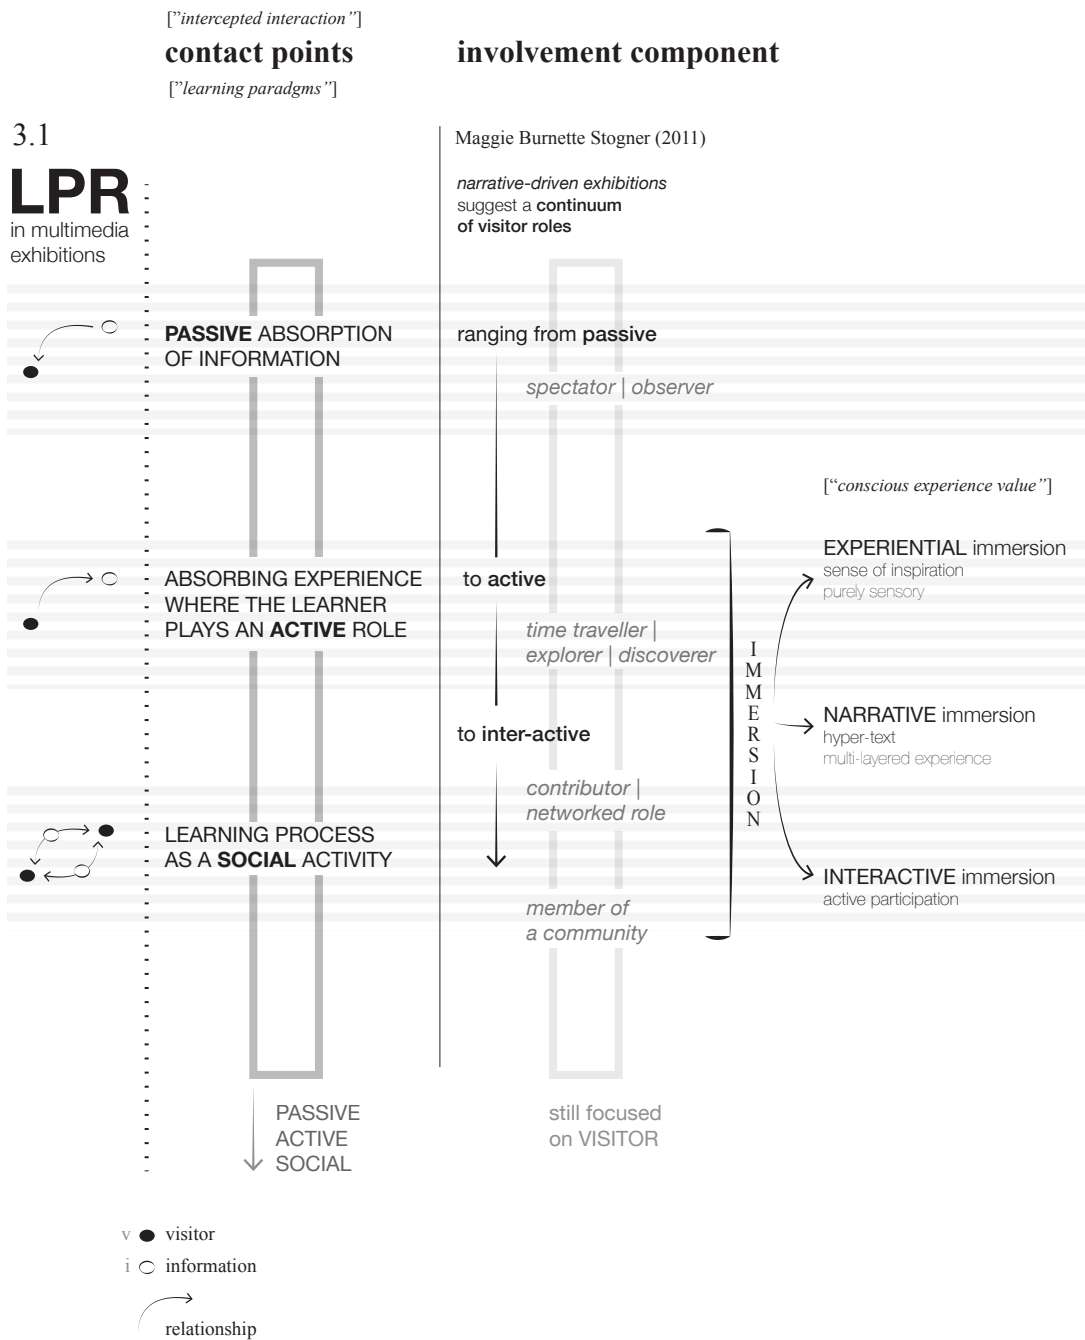 ["intercepted interaction"]
contact points
["learning paradgms"]
involvement component
3.1
LPR
in multimedia
exhibitions
Maggie Burnette Stogner (2011)
narrative-driven exhibitions
suggest a continuum
of visitor roles
PASSIVE ABSORPTION
OF INFORMATION
ranging from passive
spectator | observer
["conscious experience value"]
ABSORBING EXPERIENCE
WHERE THE LEARNER
PLAYS AN ACTIVE ROLE
to active
time traveller |
explorer | discoverer
to inter-active
contributor |
networked role
LEARNING PROCESS
AS A SOCIAL ACTIVITY
member of
a community
IMMERSION
EXPERIENTIAL immersion
sense of inspiration
purely sensory
NARRATIVE immersion
hyper-text
multi-layered experience
INTERACTIVE immersion
active participation
PASSIVE
ACTIVE
SOCIAL
still focused
on VISITOR
v visitor
i information
relationship